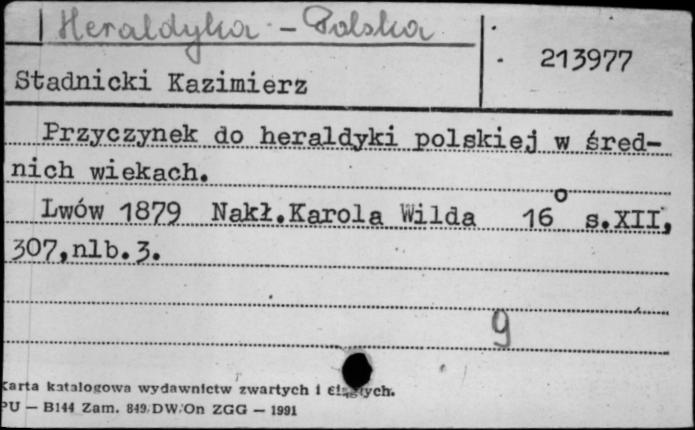 Heraldyka - Polska
213977
Stadnicki Kazimierz
Przyczynek do heraldyki polskiej w śred-
nich wiekach.
Lwów 1879 Nakł.Karola Wilda 16° s.XII,
307,nlb.3.
9
Karta katalogowa wydawnictw zwartych i ciągłych.
PU — B144 Zam. 849/DW/On ZGG — 1991